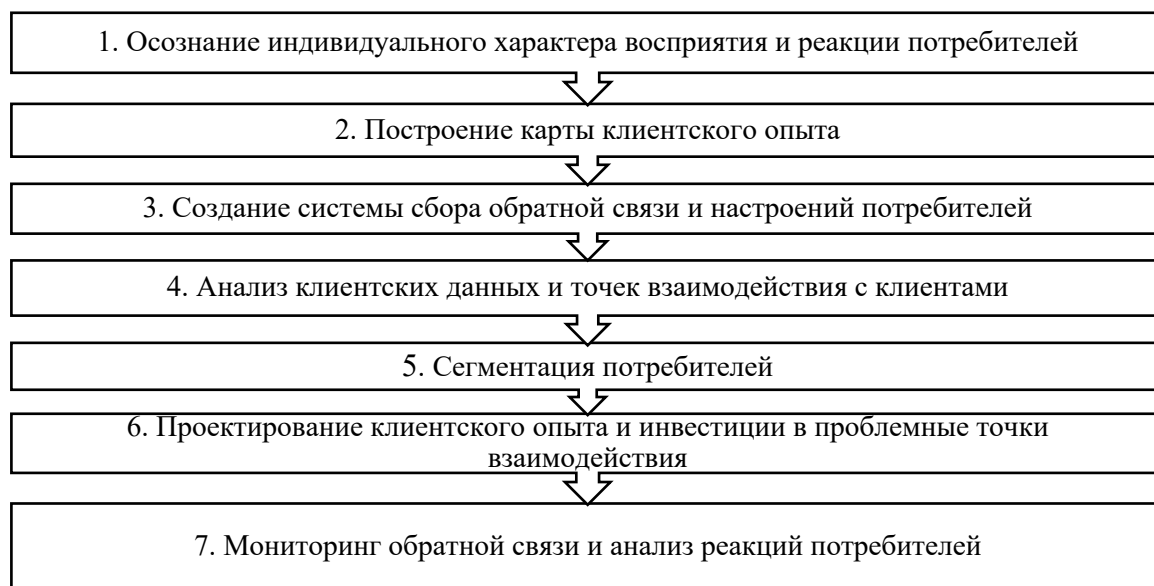 1. Осознание индивидуального характера восприятия и реакции потребителей
2. Построение карты клиентского опыта
3. Создание системы сбора обратной связи и настроений потребителей
4. Анализ клиентских данных и точек взаимодействия с клиентами
5. Сегментация потребителей
6. Проектирование клиентского опыта и инвестиции в проблемные точки
взаимодействия
7. Мониторинг обратной связи и анализ реакций потребителей